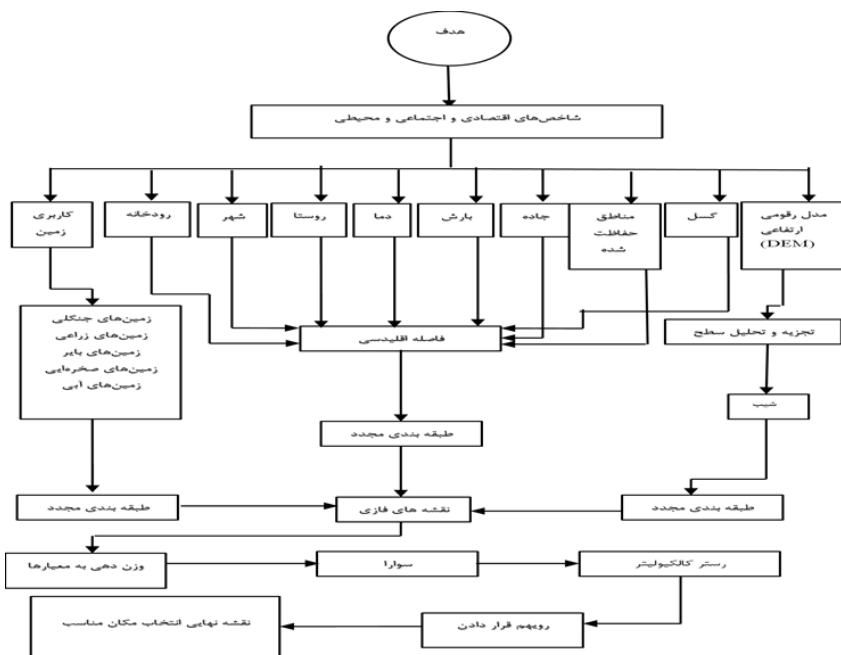 هدف
شاخص‌های اقتصادی و اجتماعی و محیطی
کاربری
زمین
رودخانه
شهر
روستا
دما
بارش
جاده
مناطق
حفاظت
شده
گسل
مدل رقومی
ارتفاعی
(DEM)
زمین‌های جنگلی
زمین‌های زراعی
زمین‌های بایر
زمین‌های صخره‌ایی
زمین‌های آبی
فاصله اقلیدسی
تجزیه و تحلیل سطح
شیب
طبقه بندی مجدد
طبقه بندی مجدد
نقشه های فازی
طبقه بندی مجدد
وزن دهی به معیارها
سوارا
رستر کالکیولیتر
رویهم قرار دادن
نقشه نهایی انتخاب مکان مناسب